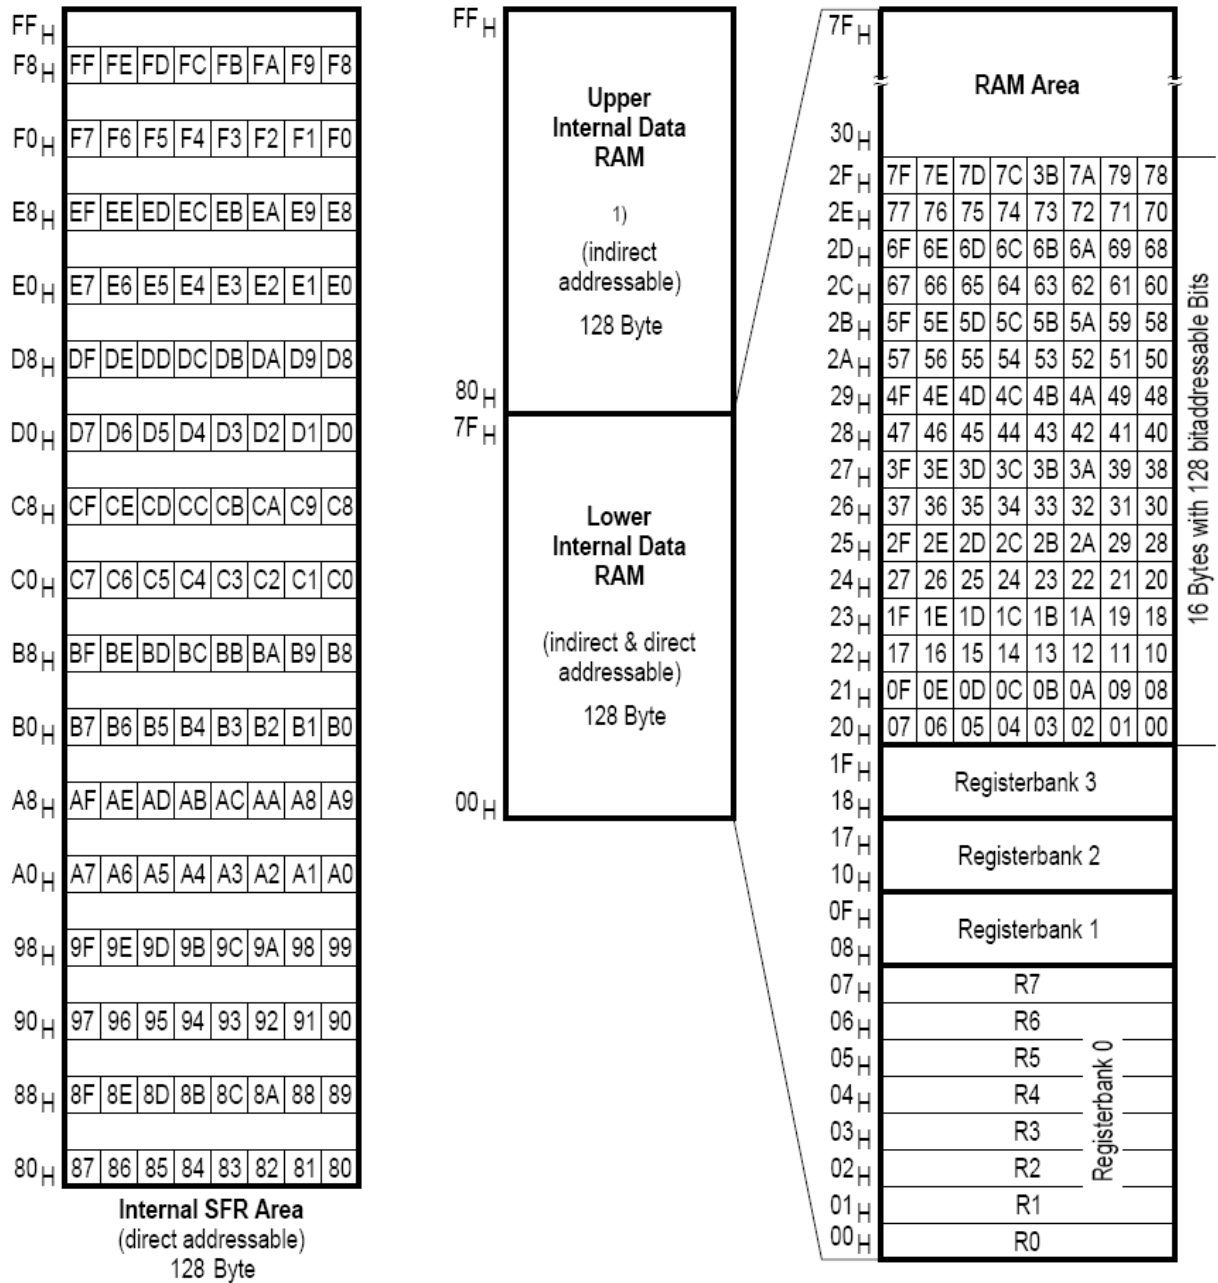 FFH
F8H FF FE FD FC FB FA F9 F8
F0H F7 F6 F5 F4 F3 F2 F1 F0
E8H EF EE ED EC EB EA E9 E8
E0H E7 E6 E5 E4 E3 E2 E1 E0
D8H DF DE DD DC DB DA D9 D8
D0H D7 D6 D5 D4 D3 D2 D1 D0
C8H CF CE CD CC CB CA C9 C8
C0H C7 C6 C5 C4 C3 C2 C1 C0
B8H BF BE BD BC BB BA B9 B8
B0H B7 B6 B5 B4 B3 B2 B1 B0
A8H AF AE AD AB AC AA A8 A9
A0H A7 A6 A5 A4 A3 A2 A1 A0
98H 9F 9E 9D 9B 9C 9A 98 99
90H 97 96 95 94 93 92 91 90
88H 8F 8E 8D 8B 8C 8A 88 89
80H 87 86 85 84 83 82 81 80
Internal SFR Area
(direct addressable)
128 Byte
FFH
Upper
Internal Data
RAM
1)
(indirect
addressable)
128 Byte
80H
7FH
Lower
Internal Data
RAM
(indirect & direct
addressable)
128 Byte
00H
7FH
RAM Area
30H
2FH 7F 7E 7D 7C 3B 7A 79 78
2EH 77 76 75 74 73 72 71 70
2DH 6F 6E 6D 6C 6B 6A 69 68
2CH 67 66 65 64 63 62 61 60
2BH 5F 5E 5D 5C 5B 5A 59 58
2AH 57 56 55 54 53 52 51 50
29H 4F 4E 4D 4C 4B 4A 49 48
28H 47 46 45 44 43 42 41 40
27H 3F 3E 3D 3C 3B 3A 39 38
26H 37 36 35 34 33 32 31 30
25H 2F 2E 2D 2C 2B 2A 29 28
24H 27 26 25 24 23 22 21 20
23H 1F 1E 1D 1C 1B 1A 19 18
22H 17 16 15 14 13 12 11 10
21H 0F 0E 0D 0C 0B 0A 09 08
20H 07 06 05 04 03 02 01 00
16 Bytes with 128 bitaddressable Bits
1FH
Registerbank 3
18H
17H
Registerbank 2
10H
0FH
Registerbank 1
08H
07H R7
06H R6
05H R5
04H R4
03H R3
02H R2
01H R1
00H R0
Registerbank 0